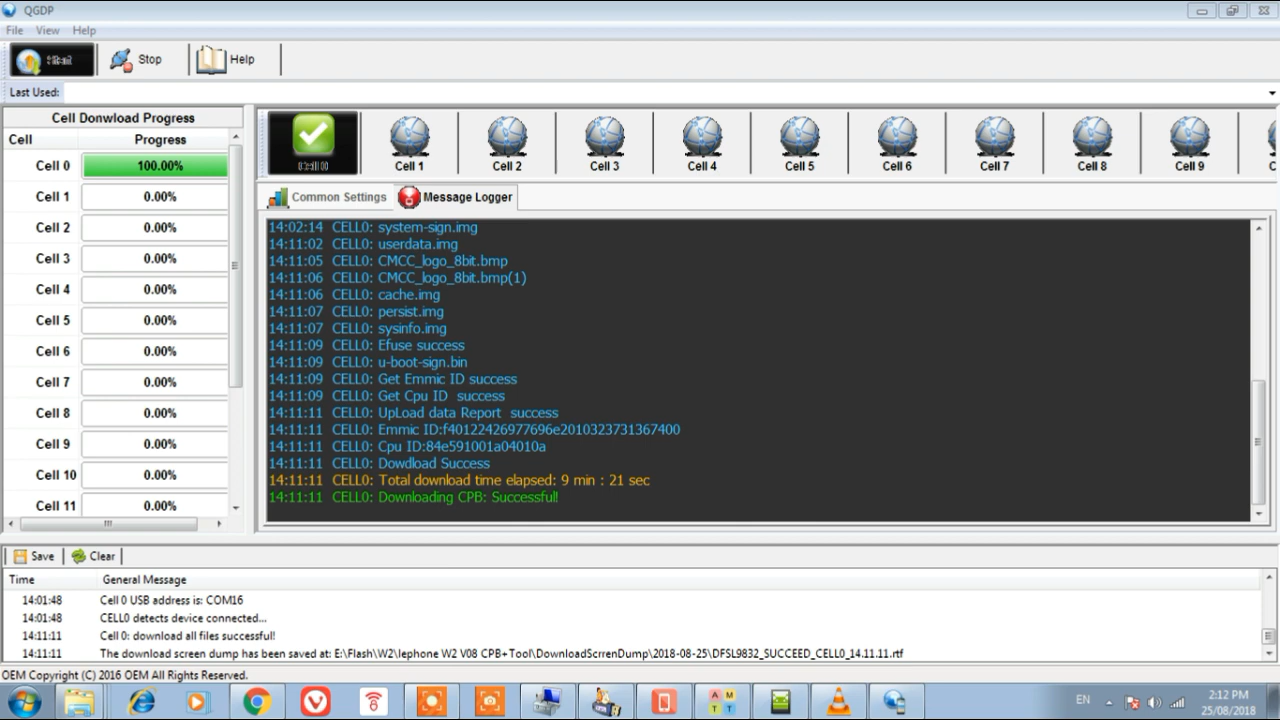 QGDP
File View Help
Stop Help
Last Used:
Cell Donwload Progress
Cell Progress
Cell 0 100.00%
Cell 1 0.00%
Cell 2 0.00%
Cell 3 0.00%
Cell 4 0.00%
Cell 5 0.00%
Cell 6 0.00%
Cell 7 0.00%
Cell 8 0.00%
Cell 9 0.00%
Cell 10 0.00%
Cell 11 0.00%
Cell 1 Cell 2 Cell 3 Cell 4 Cell 5 Cell 6 Cell 7 Cell 8 Cell 9 C
Common Settings Message Logger
14:02:14 CELL0: system-sign.img
14:11:02 CELL0: userdata.img
14:11:05 CELL0: CMCC_logo_8bit.bmp
14:11:06 CELL0: CMCC_logo_8bit.bmp(1)
14:11:06 CELL0: cache.img
14:11:07 CELL0: persist.img
14:11:07 CELL0: sysinfo.img
14:11:09 CELL0: Efuse success
14:11:09 CELL0: u-boot-sign.bin
14:11:09 CELL0: Get Emmic ID success
14:11:09 CELL0: Get Cpu ID success
14:11:11 CELL0: UpLoad data Report success
14:11:11 CELL0: Emmic ID:f40122426977696e2010323731367400
14:11:11 CELL0: Cpu ID:84e591001a04010a
14:11:11 CELL0: Dowdload Success
14:11:11 CELL0: Total download time elapsed: 9 min : 21 sec
14:11:11 CELL0: Downloading CPB: Successful!
Save Clear
Time General Message
14:01:48 Cell 0 USB address is: COM16
14:01:48 CELL0 detects device connected...
14:11:11 Cell 0: download all files successful!
14:11:11 The download screen dump has been saved at: E:\Flash\W2\lephone W2 V08 CPB+Tool\DownloadScrrenDump\2018-08-25\DFSL9832_SUCCEED_CELL0_14.11.11.rtf
OEM Copyright (C) 2016 OEM All Rights Reserved.
A M
T T
EN
2:12 PM
25/08/2018